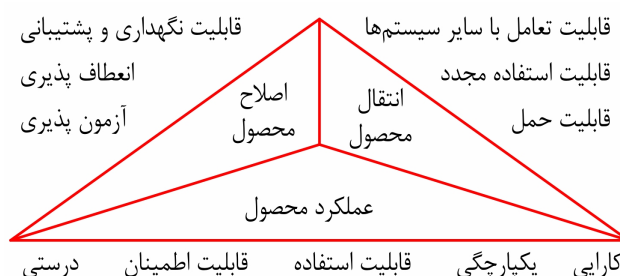 قابلیت تعامل با سایر سیستم‌ها
قابلیت استفاده مجدد
قابلیت حمل
قابلیت نگهداری و پشتیبانی
انعطاف پذیری
آزمون پذیری
انتقال
محصول
اصلاح
محصول
عملکرد محصول
کارایی یکپارچگی قابلیت استفاده قابلیت اطمینان درستی